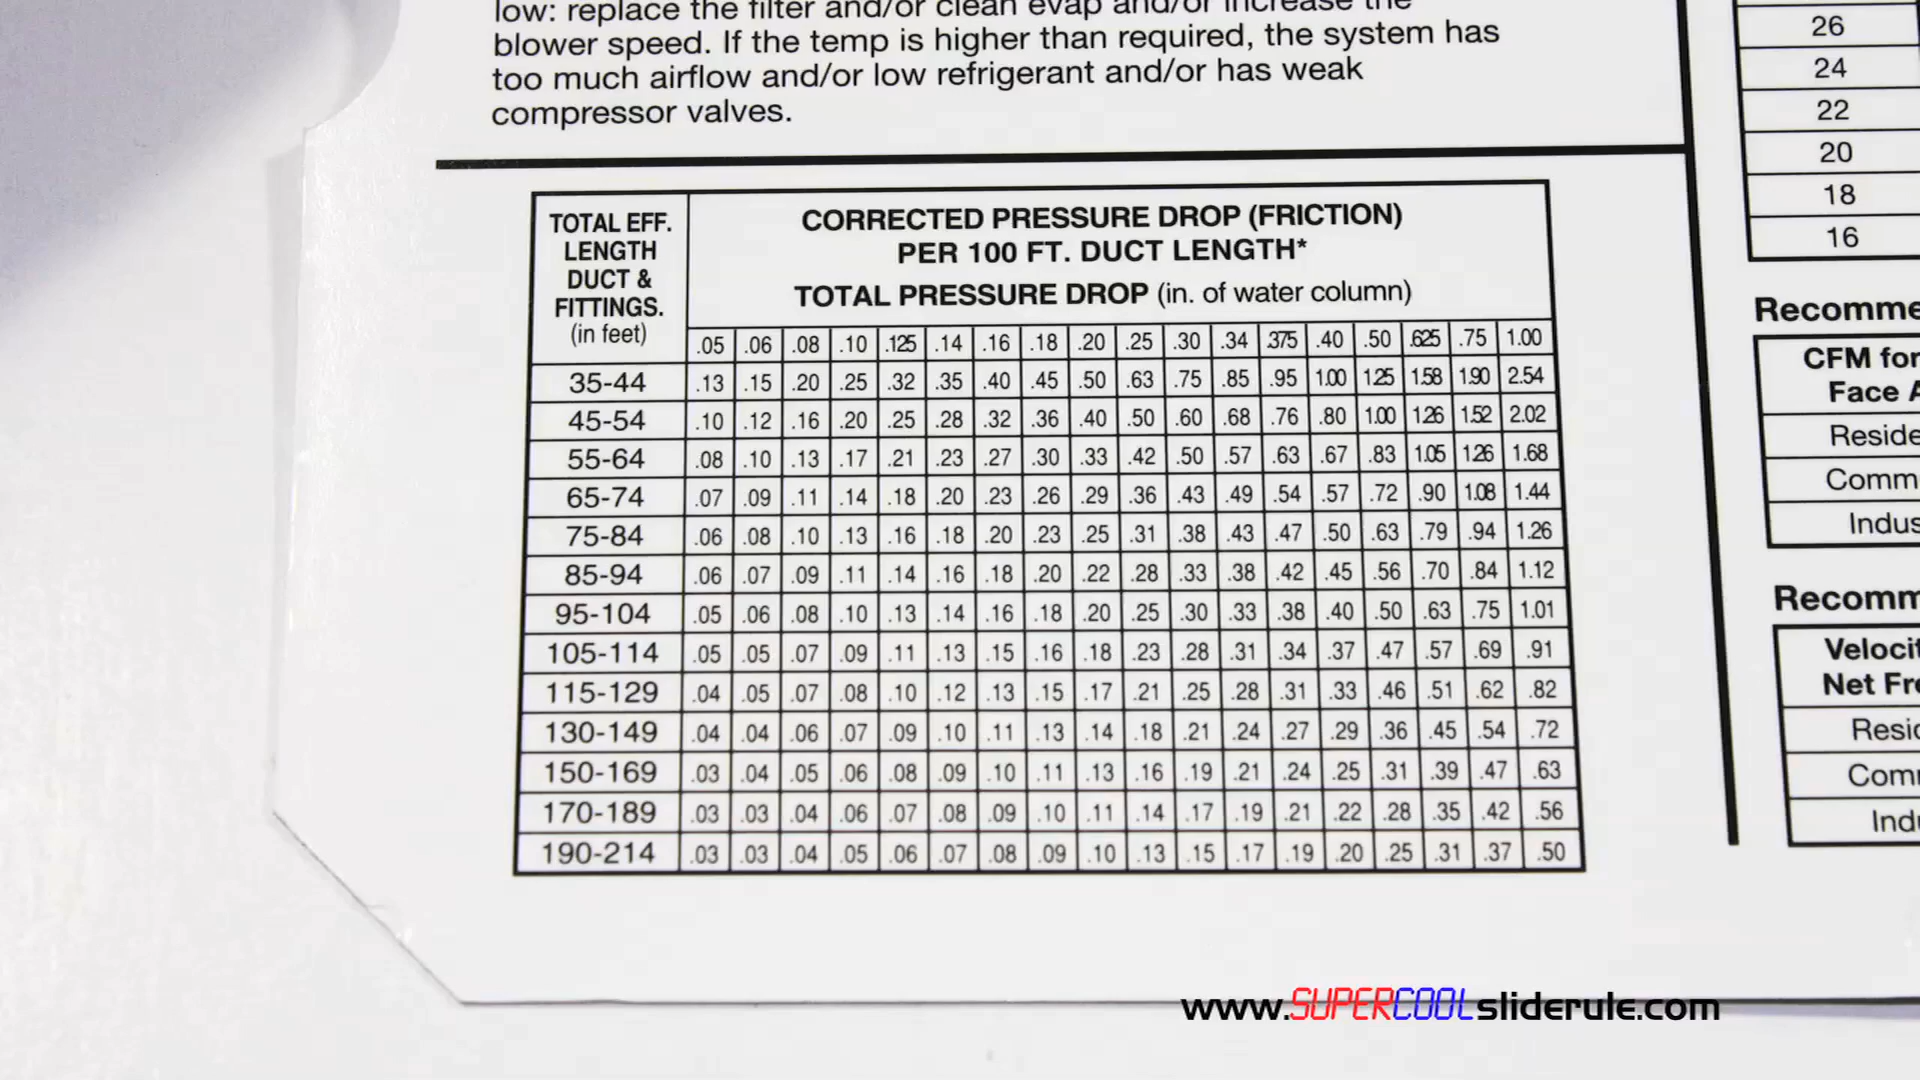 low: replace the filter and/or clean evap and/or increase the
blower speed. If the temp is higher than required, the system has
too much airflow and/or low refrigerant and/or has weak
compressor valves.
TOTAL EFF.
LENGTH
DUCT &
FITTINGS.
(in feet)
CORRECTED PRESSURE DROP (FRICTION)
PER 100 FT. DUCT LENGTH*
TOTAL PRESSURE DROP (in. of water column)
.05 .06 .08 .10 .125 .14 .16 .18 .20 .25 .30 .34 .375 .40 .50 .625 .75 1.00
35-44 .13 .15 .20 .25 .32 .35 .40 .45 .50 .63 .75 .85 .95 1.00 1.25 1.58 1.90 2.54
45-54 .10 .12 .16 .20 .25 .28 .32 .36 .40 .50 .60 .68 .76 .80 1.00 1.26 1.52 2.02
55-64 .08 .10 .13 .17 .21 .23 .27 .30 .33 .42 .50 .57 .63 .67 .83 1.05 1.26 1.68
65-74 .07 .09 .11 .14 .18 .20 .23 .26 .29 .36 .43 .49 .54 .57 .72 .90 1.08 1.44
75-84 .06 .08 .10 .13 .16 .18 .20 .23 .25 .31 .38 .43 .47 .50 .63 .79 .94 1.26
85-94 .06 .07 .09 .11 .14 .16 .18 .20 .22 .28 .33 .38 .42 .45 .56 .70 .84 1.12
95-104 .05 .06 .08 .10 .13 .14 .16 .18 .20 .25 .30 .33 .38 .40 .50 .63 .75 1.01
105-114 .05 .05 .07 .09 .11 .13 .15 .16 .18 .23 .28 .31 .34 .37 .47 .57 .69 .91
115-129 .04 .05 .07 .08 .10 .12 .13 .15 .17 .21 .25 .28 .31 .33 .46 .51 .62 .82
130-149 .04 .04 .06 .07 .09 .10 .11 .13 .14 .18 .21 .24 .27 .29 .36 .45 .54 .72
150-169 .03 .04 .05 .06 .08 .09 .10 .11 .13 .16 .19 .21 .24 .25 .31 .39 .47 .63
170-189 .03 .03 .04 .06 .07 .08 .09 .10 .11 .14 .17 .19 .21 .22 .28 .35 .42 .56
190-214 .03 .03 .04 .05 .06 .07 .08 .09 .10 .13 .15 .17 .19 .20 .25 .31 .37 .50
26
24
22
20
18
16
Recomme
CFM for
Face A
Reside
Comm
Indus
Recomm
Velocit
Net Fre
Resid
Comm
Indu
www.SUPERCOOLsliderule.com